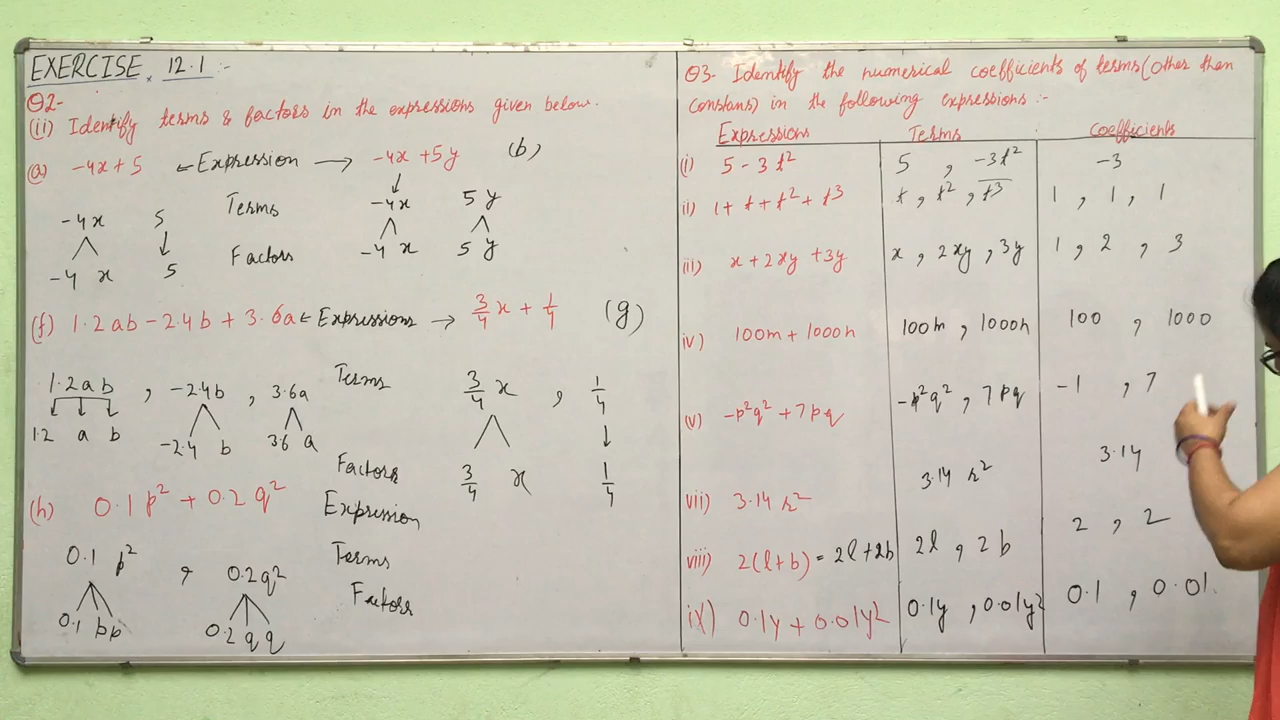 EXERCISE 12.1 :-
Q2-
(ii) Identify terms & factors in the expressions given below.
(a) -4x + 5 ← Expression → -4x + 5y (b)
-4x 5 Terms -4x 5y
-4 x 5 Factors -4 x 5 y
(f) 1.2ab - 2.4b + 3.6a ← Expressions → 3/4 x + 1/4 (g)
1.2ab , -2.4b , 3.6a Terms 3/4 x , 1/4
1.2 a b -2.4 b 3.6 a Factors 3/4 x 1/4
(h) 0.1p² + 0.2q² Expression
0.1 p² , 0.2q² Terms
0.1 p p 0.2 q q Factors
Q3- Identify the numerical coefficients of terms (other than
constans) in the following expressions :-
Expressions Terms Coefficients
(i) 5 - 3t² 5 , -3t² -3
ii) 1 + t + t² + t³ t , t² , t³ 1 , 1 , 1
iii) x + 2xy + 3y x , 2xy , 3y 1 , 2 , 3
iv) 100m + 1000n 100m , 1000n 100 , 1000
(v) -p²q² + 7pq -p²q² , 7pq -1 , 7
vii) 3.14 r² 3.14 r² 3.14
viii) 2(l+b) = 2l+2b 2l , 2b 2 , 2
ix) 0.1y + 0.01y² 0.1y , 0.01y² 0.1 , 0.01